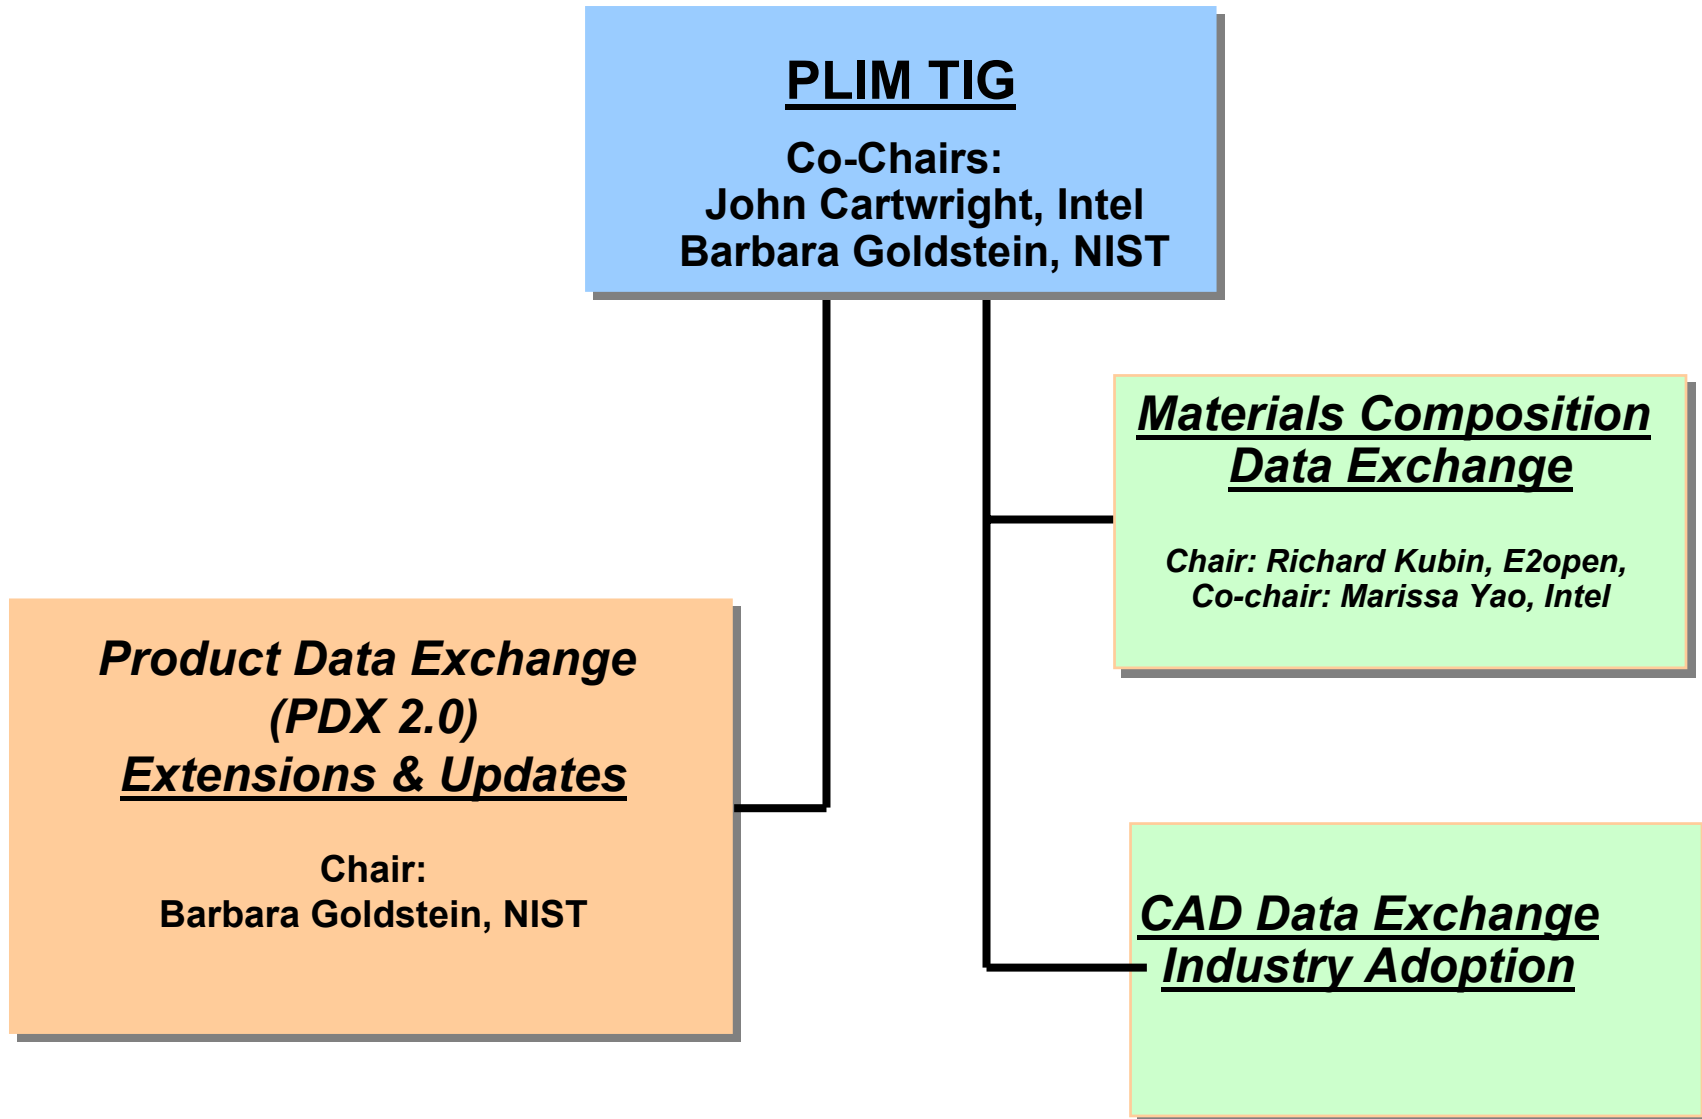 PLIM TIG
Co-Chairs:
John Cartwright, Intel
Barbara Goldstein, NIST
Materials Composition
Data Exchange
Chair: Richard Kubin, E2open,
Co-chair: Marissa Yao, Intel
Product Data Exchange
(PDX 2.0)
Extensions & Updates
Chair:
Barbara Goldstein, NIST
CAD Data Exchange
Industry Adoption